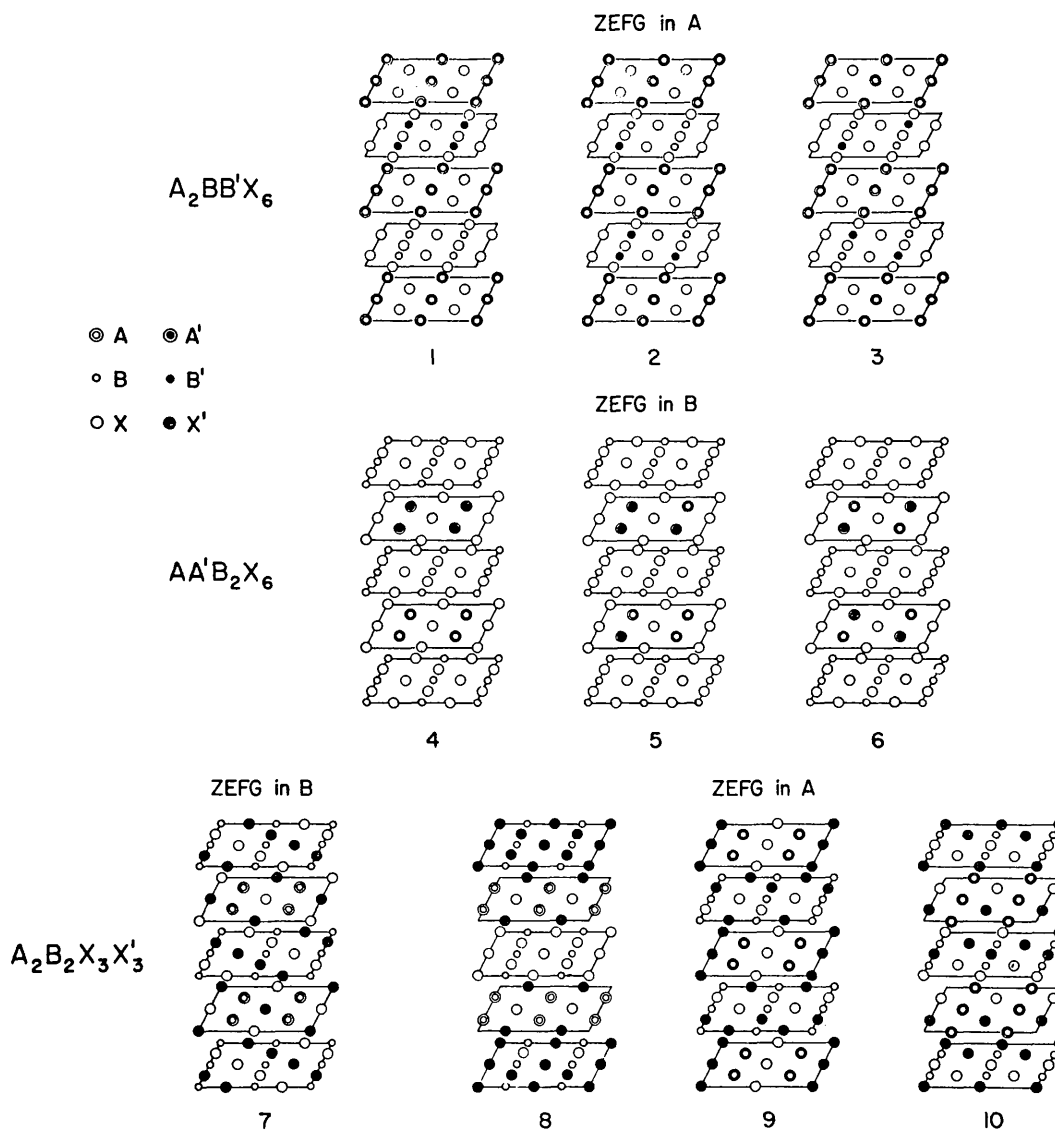 ZEFG in A
A₂BB'X₆
1 2 3
A A'
B B'
X X'
ZEFG in B
AA'B₂X₆
4 5 6
ZEFG in B ZEFG in A
A₂B₂X₃X'₃
7 8 9 10